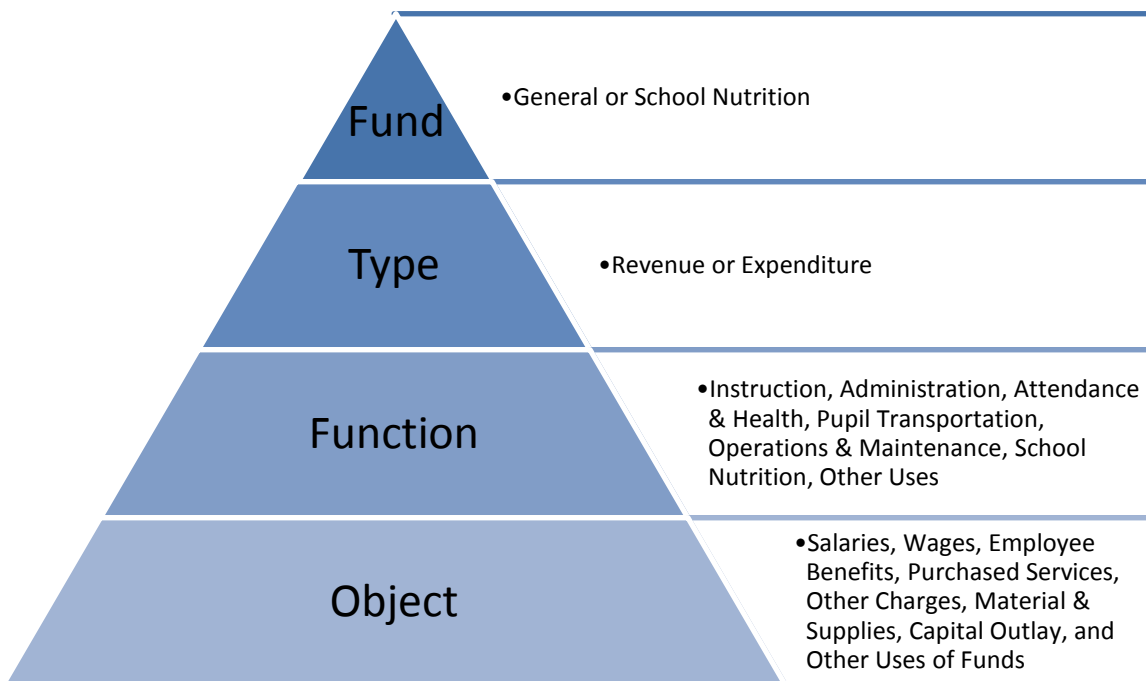 Fund
•General or School Nutrition
Type
•Revenue or Expenditure
Function
•Instruction, Administration, Attendance
& Health, Pupil Transportation,
Operations & Maintenance, School
Nutrition, Other Uses
Object
•Salaries, Wages, Employee
Benefits, Purchased Services,
Other Charges, Material &
Supplies, Capital Outlay, and
Other Uses of Funds